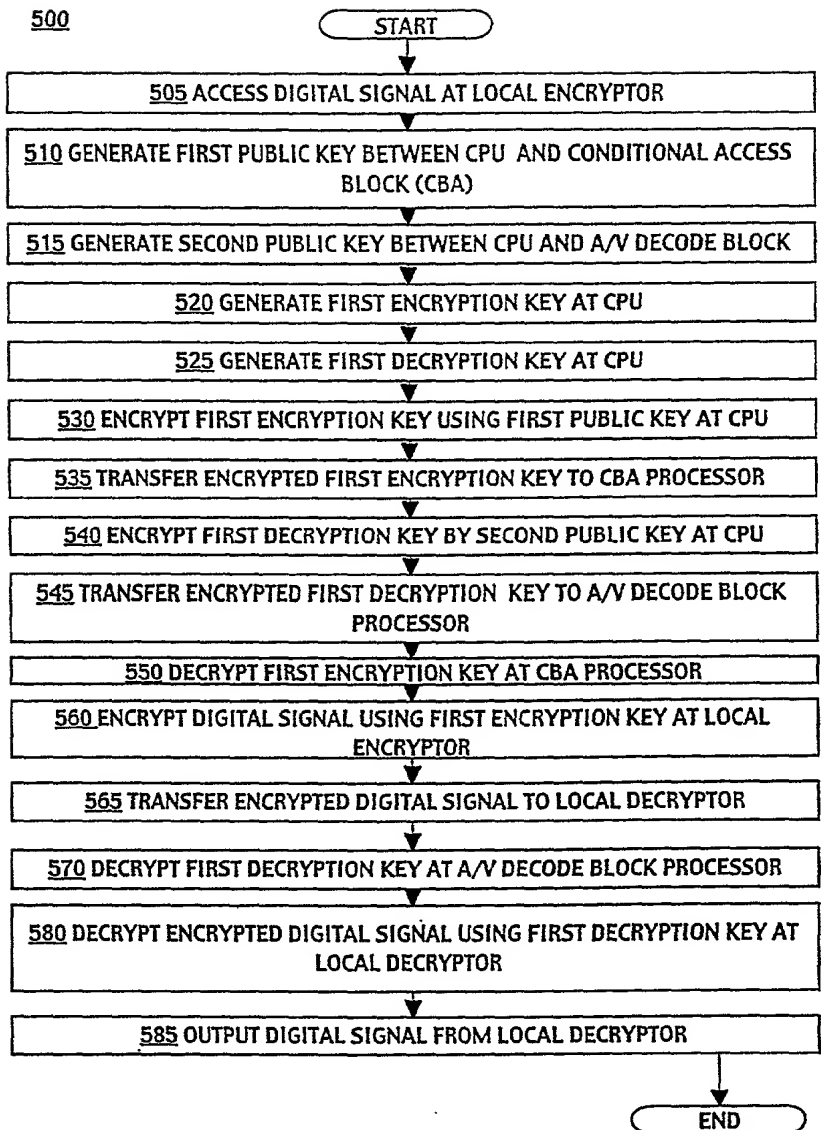 500
START
505 ACCESS DIGITAL SIGNAL AT LOCAL ENCRYPTOR
510 GENERATE FIRST PUBLIC KEY BETWEEN CPU AND CONDITIONAL ACCESS
BLOCK (CBA)
515 GENERATE SECOND PUBLIC KEY BETWEEN CPU AND A/V DECODE BLOCK
520 GENERATE FIRST ENCRYPTION KEY AT CPU
525 GENERATE FIRST DECRYPTION KEY AT CPU
530 ENCRYPT FIRST ENCRYPTION KEY USING FIRST PUBLIC KEY AT CPU
535 TRANSFER ENCRYPTED FIRST ENCRYPTION KEY TO CBA PROCESSOR
540 ENCRYPT FIRST DECRYPTION KEY BY SECOND PUBLIC KEY AT CPU
545 TRANSFER ENCRYPTED FIRST DECRYPTION KEY TO A/V DECODE BLOCK
PROCESSOR
550 DECRYPT FIRST ENCRYPTION KEY AT CBA PROCESSOR
560 ENCRYPT DIGITAL SIGNAL USING FIRST ENCRYPTION KEY AT LOCAL
ENCRYPTOR
565 TRANSFER ENCRYPTED DIGITAL SIGNAL TO LOCAL DECRYPTOR
570 DECRYPT FIRST DECRYPTION KEY AT A/V DECODE BLOCK PROCESSOR
580 DECRYPT ENCRYPTED DIGITAL SIGNAL USING FIRST DECRYPTION KEY AT
LOCAL DECRYPTOR
585 OUTPUT DIGITAL SIGNAL FROM LOCAL DECRYPTOR
END